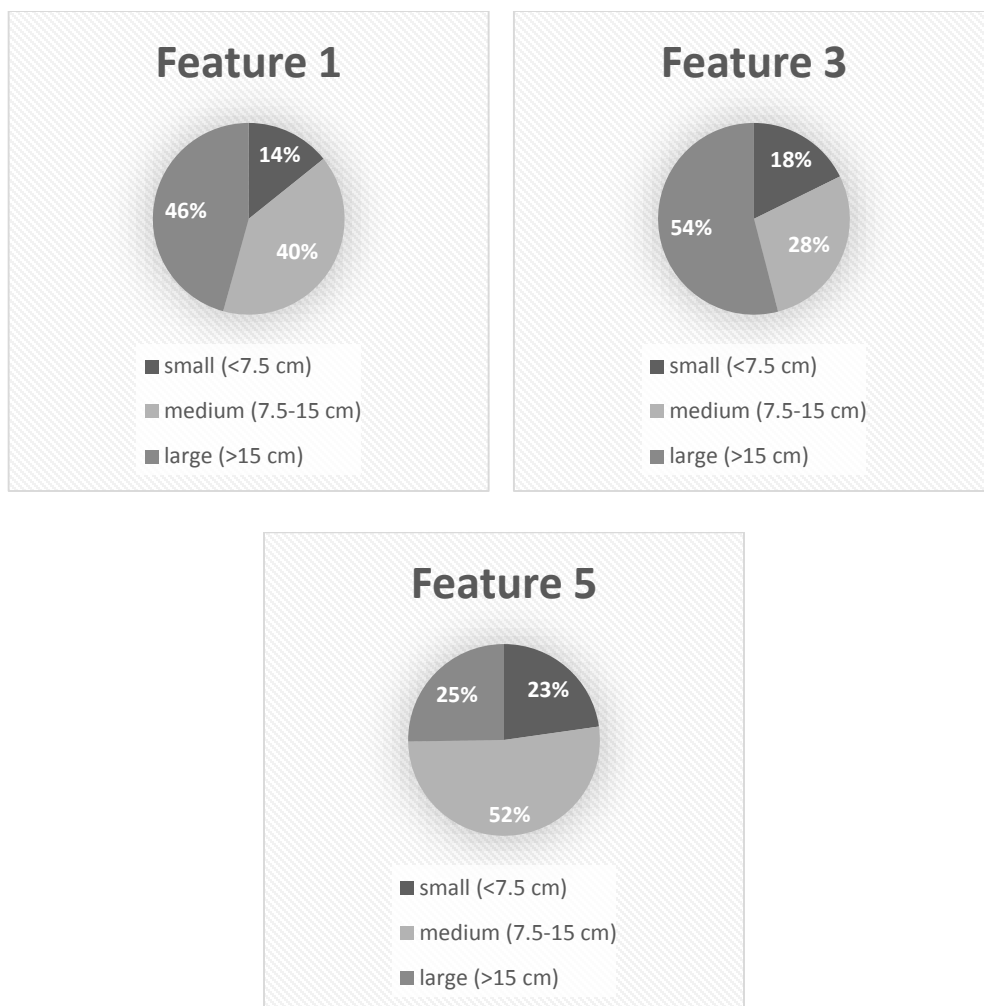 Feature 1
14%
46%
40%
small (<7.5 cm)
medium (7.5-15 cm)
large (>15 cm)
Feature 3
18%
54%
28%
small (<7.5 cm)
medium (7.5-15 cm)
large (>15 cm)
Feature 5
25%
23%
52%
small (<7.5 cm)
medium (7.5-15 cm)
large (>15 cm)